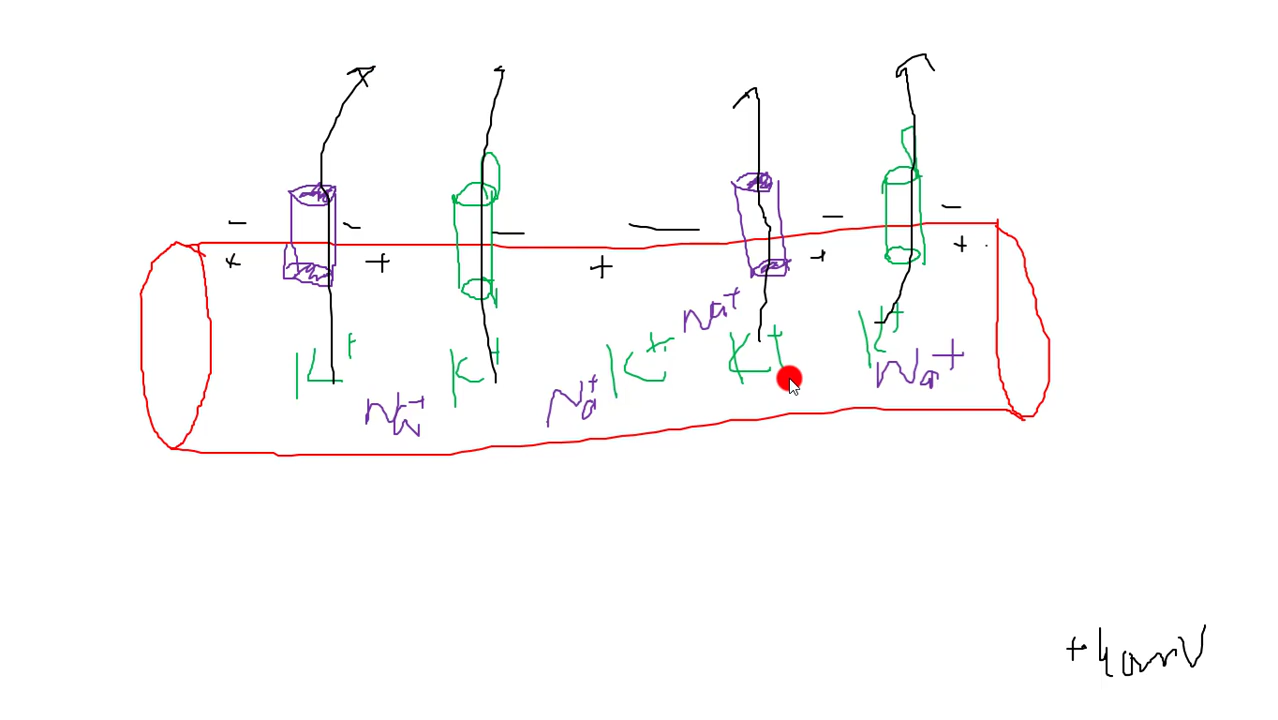 - - - - - -
+ + + + +
Na+
K+ K+ K+ K+ K+
Na+ Na+ Na+
+40mV